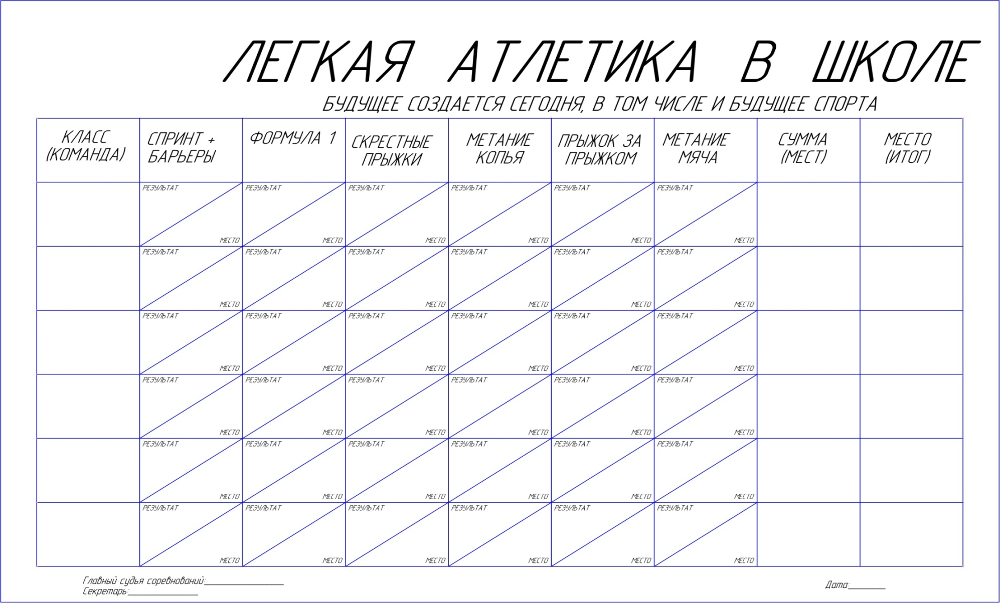 ЛЕГКАЯ АТЛЕТИКА В ШКОЛЕ
БУДУЩЕЕ СОЗДАЕТСЯ СЕГОДНЯ, В ТОМ ЧИСЛЕ И БУДУЩЕЕ СПОРТА
КЛАСС
(КОМАНДА)
СПРИНТ +
БАРЬЕРЫ
ФОРМУЛА 1
СКРЕСТНЫЕ
ПРЫЖКИ
МЕТАНИЕ
КОПЬЯ
ПРЫЖОК ЗА
ПРЫЖКОМ
МЕТАНИЕ
МЯЧА
СУММА
(МЕСТ)
МЕСТО
(ИТОГ)
РЕЗУЛЬТАТ РЕЗУЛЬТАТ РЕЗУЛЬТАТ РЕЗУЛЬТАТ РЕЗУЛЬТАТ РЕЗУЛЬТАТ
МЕСТО МЕСТО МЕСТО МЕСТО МЕСТО МЕСТО
РЕЗУЛЬТАТ РЕЗУЛЬТАТ РЕЗУЛЬТАТ РЕЗУЛЬТАТ РЕЗУЛЬТАТ РЕЗУЛЬТАТ
МЕСТО МЕСТО МЕСТО МЕСТО МЕСТО МЕСТО
РЕЗУЛЬТАТ РЕЗУЛЬТАТ РЕЗУЛЬТАТ РЕЗУЛЬТАТ РЕЗУЛЬТАТ РЕЗУЛЬТАТ
МЕСТО МЕСТО МЕСТО МЕСТО МЕСТО МЕСТО
РЕЗУЛЬТАТ РЕЗУЛЬТАТ РЕЗУЛЬТАТ РЕЗУЛЬТАТ РЕЗУЛЬТАТ РЕЗУЛЬТАТ
МЕСТО МЕСТО МЕСТО МЕСТО МЕСТО МЕСТО
РЕЗУЛЬТАТ РЕЗУЛЬТАТ РЕЗУЛЬТАТ РЕЗУЛЬТАТ РЕЗУЛЬТАТ РЕЗУЛЬТАТ
МЕСТО МЕСТО МЕСТО МЕСТО МЕСТО МЕСТО
РЕЗУЛЬТАТ РЕЗУЛЬТАТ РЕЗУЛЬТАТ РЕЗУЛЬТАТ РЕЗУЛЬТАТ РЕЗУЛЬТАТ
МЕСТО МЕСТО МЕСТО МЕСТО МЕСТО МЕСТО
Главный судья соревнований:_______________
Секретарь:_____________
Дата:_______